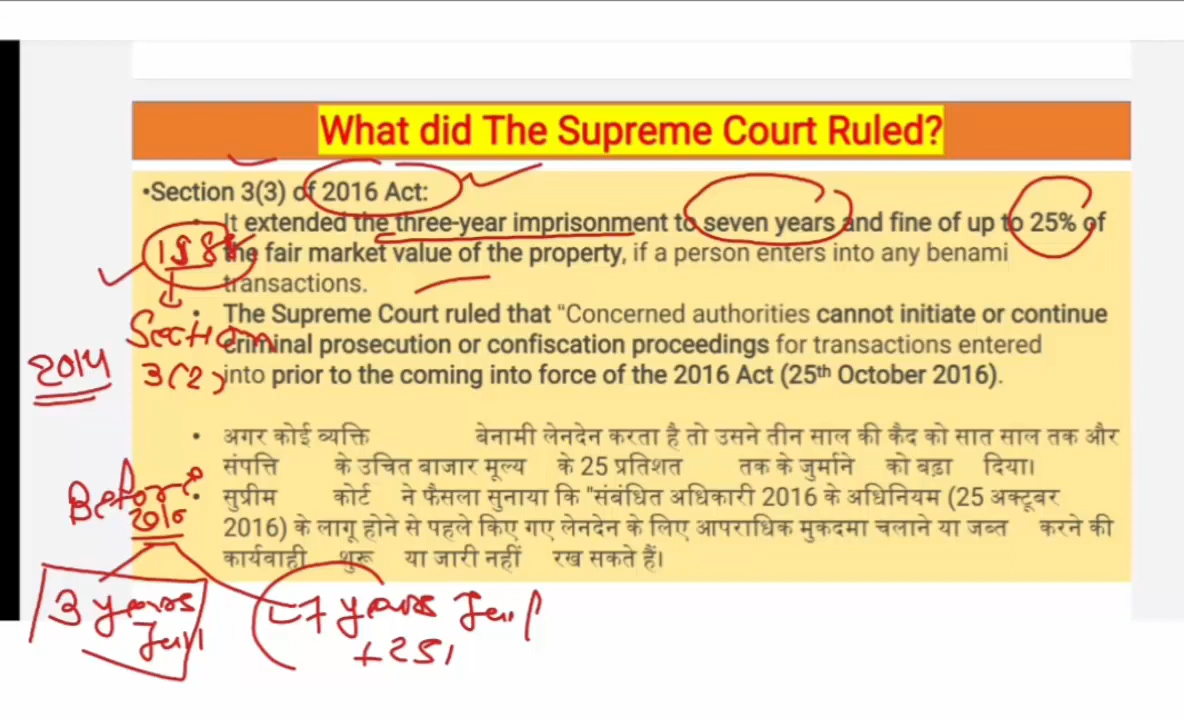 What did The Supreme Court Ruled?
•Section 3(3) of 2016 Act:
It extended the three-year imprisonment to seven years and fine of up to 25% of
the fair market value of the property, if a person enters into any benami
transactions.
• The Supreme Court ruled that "Concerned authorities cannot initiate or continue
criminal prosecution or confiscation proceedings for transactions entered
into prior to the coming into force of the 2016 Act (25th October 2016).
Section
3(2)
2014
• अगर कोई व्यक्ति बेनामी लेनदेन करता है तो उसने तीन साल की कैद को सात साल तक और
संपत्ति के उचित बाजार मूल्य के 25 प्रतिशत तक के जुर्माने को बढ़ा दिया।
• सुप्रीम कोर्ट ने फैसला सुनाया कि "संबंधित अधिकारी 2016 के अधिनियम (25 अक्टूबर
2016) के लागू होने से पहले किए गए लेनदेन के लिए आपराधिक मुकदमा चलाने या जब्त करने की
कार्यवाही शुरू या जारी नहीं रख सकते हैं।
Before
2016
3 years
Jail
7 years Jail